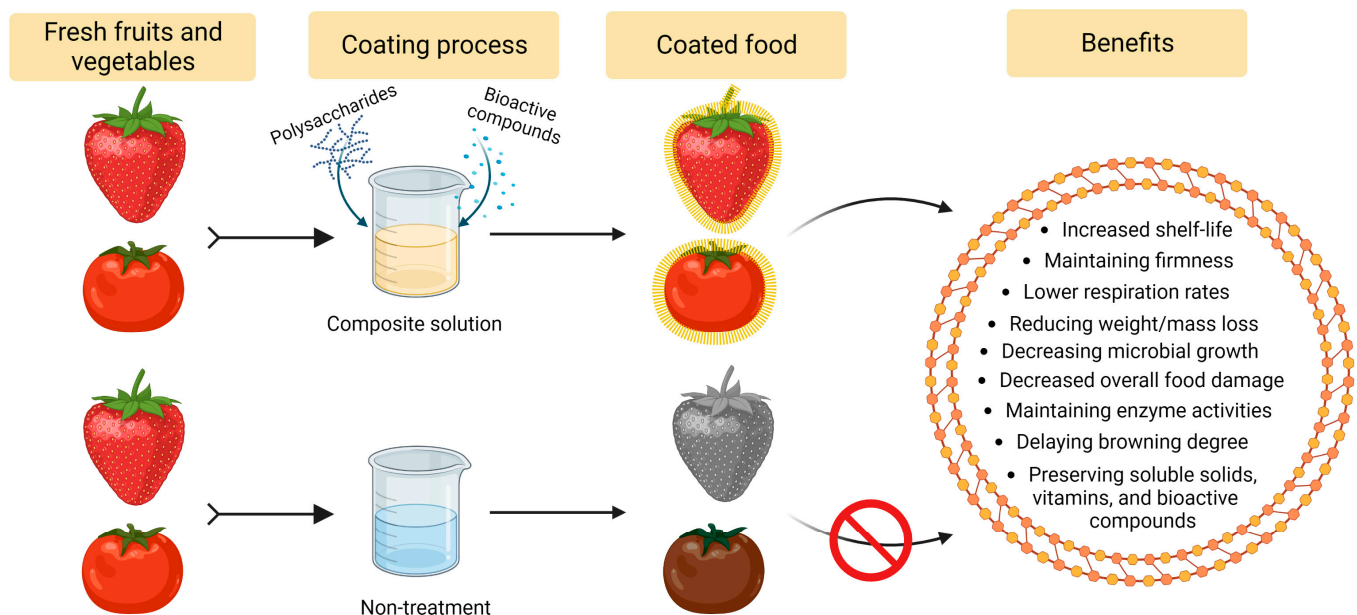 Fresh fruits and
vegetables
Coating process
Coated food
Benefits
Polysaccharides
Bioactive
compounds
Composite solution
Non-treatment
• Increased shelf-life
• Maintaining firmness
• Lower respiration rates
• Reducing weight/mass loss
• Decreasing microbial growth
• Decreased overall food damage
• Maintaining enzyme activities
• Delaying browning degree
• Preserving soluble solids,
vitamins, and bioactive
compounds